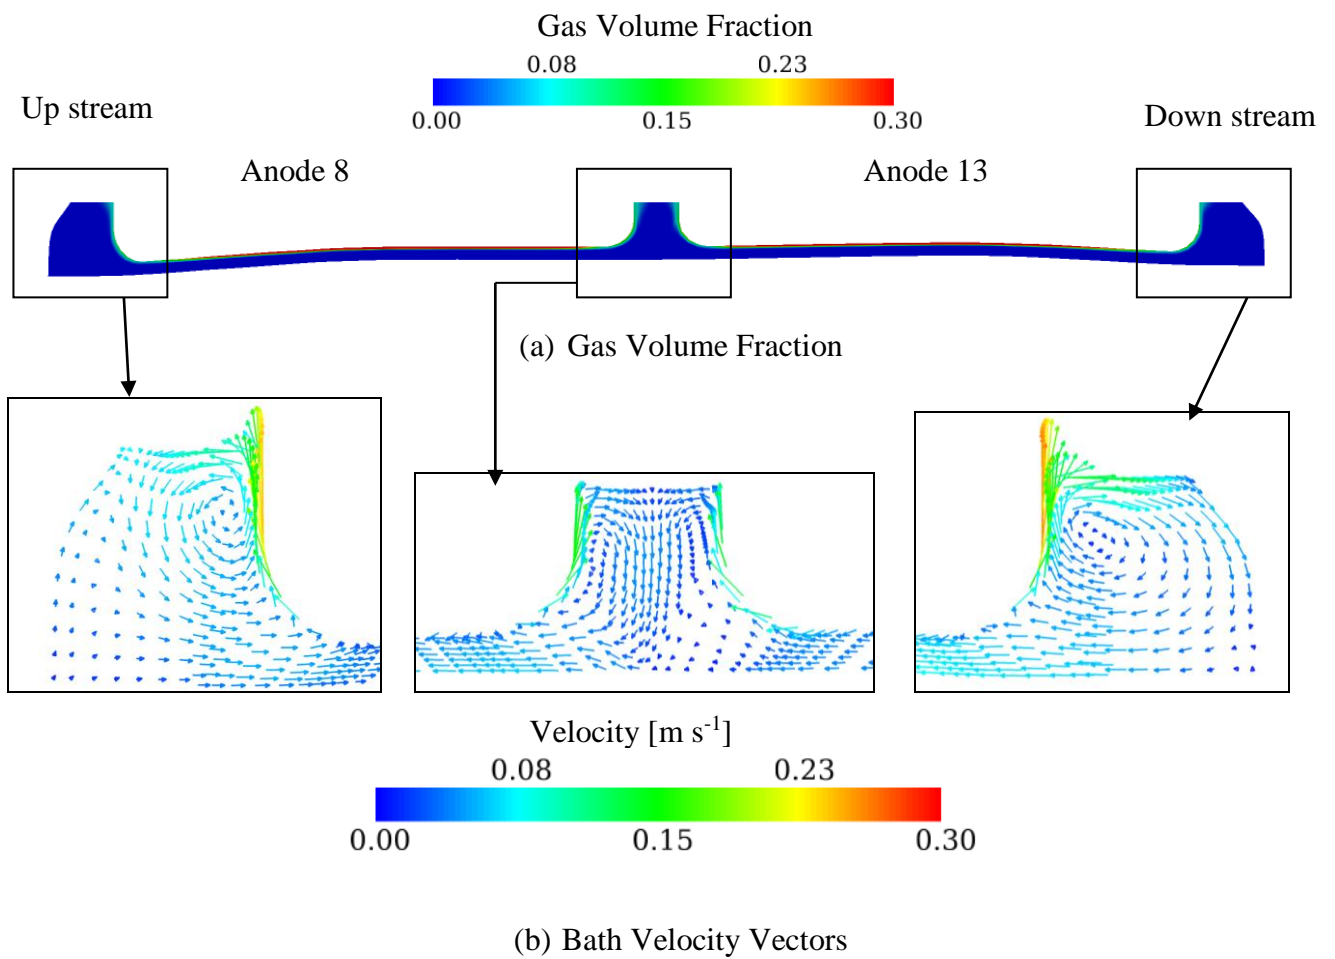 Gas Volume Fraction
0.08 0.23
0.00 0.15 0.30
Up stream
Down stream
Anode 8
Anode 13
(a) Gas Volume Fraction
Velocity [m s-1]
0.08 0.23
0.00 0.15 0.30
(b) Bath Velocity Vectors